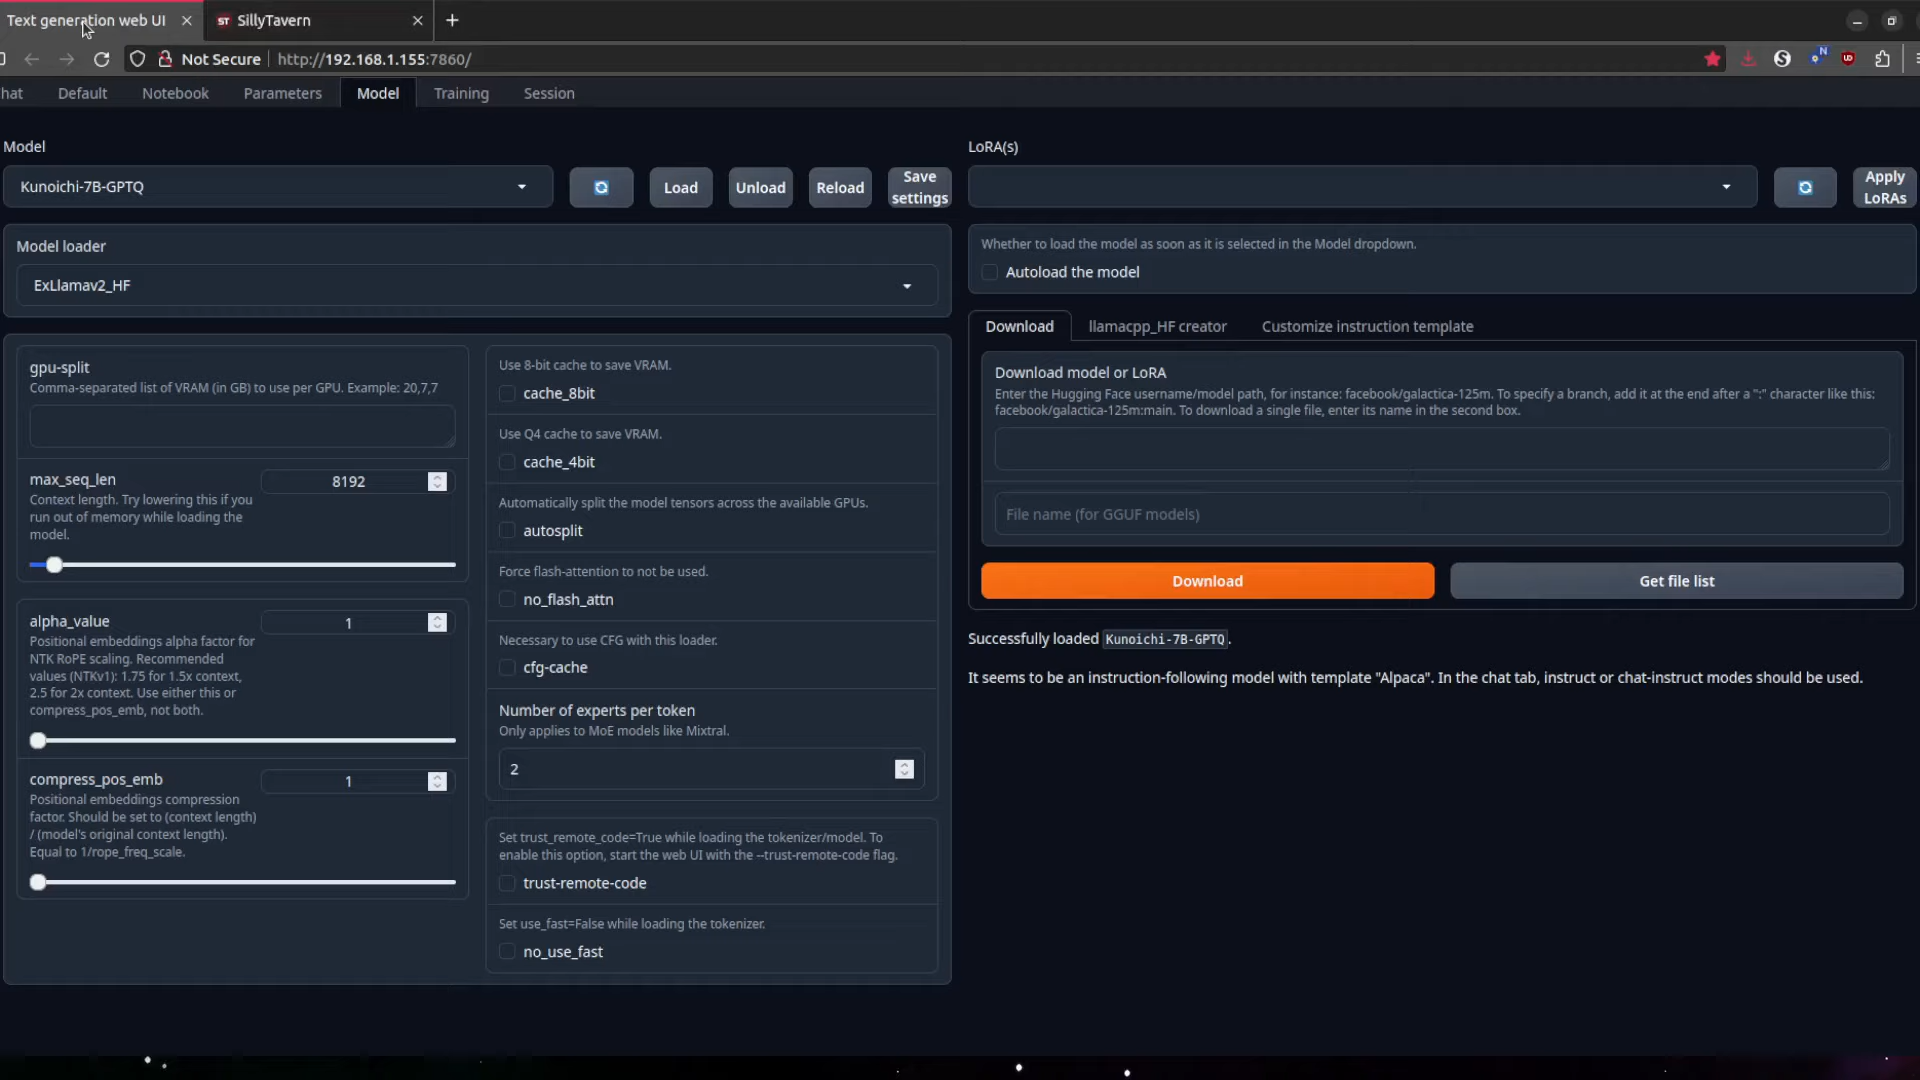 Text generation web UI
SillyTavern
Not Secure
http://192.168.1.155:7860/
hat
Default
Notebook
Parameters
Model
Training
Session
Model
Kunoichi-7B-GPTQ
Load
Unload
Reload
Save
settings
Model loader
ExLlamav2_HF
gpu-split
Comma-separated list of VRAM (in GB) to use per GPU. Example: 20,7,7
max_seq_len
8192
Context length. Try lowering this if you
run out of memory while loading the
model.
alpha_value
1
Positional embeddings alpha factor for
NTK RoPE scaling. Recommended
values (NTKv1): 1.75 for 1.5x context,
2.5 for 2x context. Use either this or
compress_pos_emb, not both.
compress_pos_emb
1
Positional embeddings compression
factor. Should be set to (context length)
/ (model's original context length).
Equal to 1/rope_freq_scale.
Use 8-bit cache to save VRAM.
cache_8bit
Use Q4 cache to save VRAM.
cache_4bit
Automatically split the model tensors across the available GPUs.
autosplit
Force flash-attention to not be used.
no_flash_attn
Necessary to use CFG with this loader.
cfg-cache
Number of experts per token
Only applies to MoE models like Mixtral.
2
Set trust_remote_code=True while loading the tokenizer/model. To
enable this option, start the web UI with the --trust-remote-code flag.
trust-remote-code
Set use_fast=False while loading the tokenizer.
no_use_fast
LoRA(s)
Apply
LoRAs
Whether to load the model as soon as it is selected in the Model dropdown.
Autoload the model
Download
llamacpp_HF creator
Customize instruction template
Download model or LoRA
Enter the Hugging Face username/model path, for instance: facebook/galactica-125m. To specify a branch, add it at the end after a ":" character like this:
facebook/galactica-125m:main. To download a single file, enter its name in the second box.
File name (for GGUF models)
Download
Get file list
Successfully loaded Kunoichi-7B-GPTQ.
It seems to be an instruction-following model with template "Alpaca". In the chat tab, instruct or chat-instruct modes should be used.